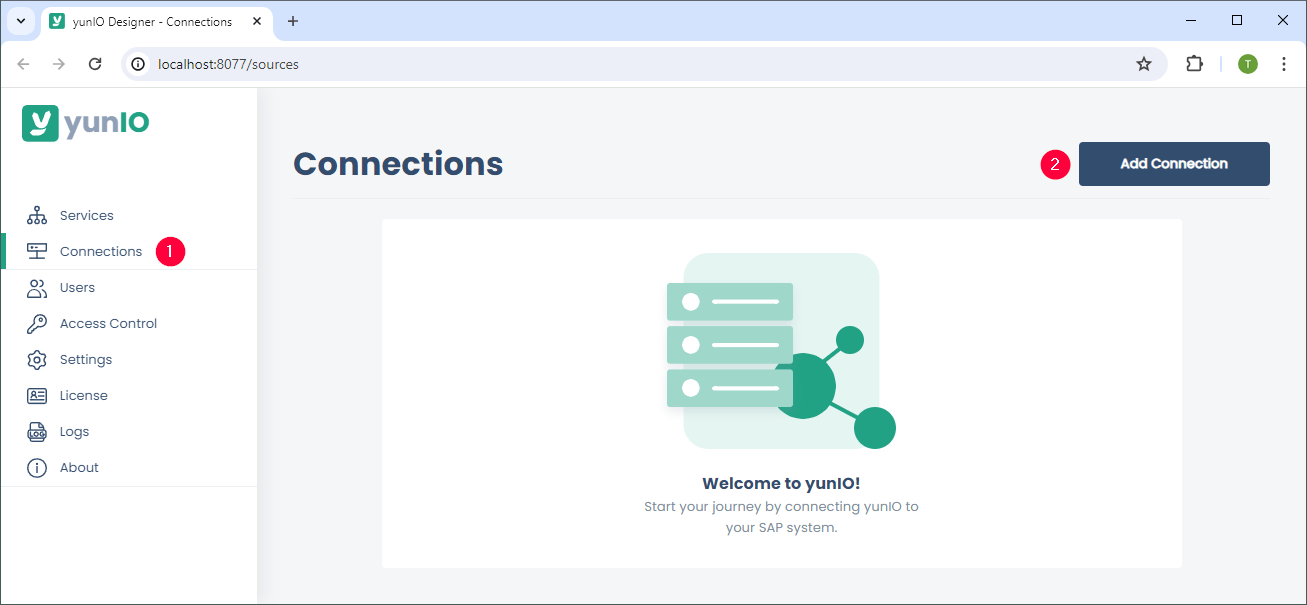 yunIO Designer - Connections
localhost:8077/sources
T
yunIO
Services
Connections
1
Users
Access Control
Settings
License
LOG
Logs
About
Connections
2
Add Connection
Welcome to yunIO!
Start your journey by connecting yunIO to
your SAP system.